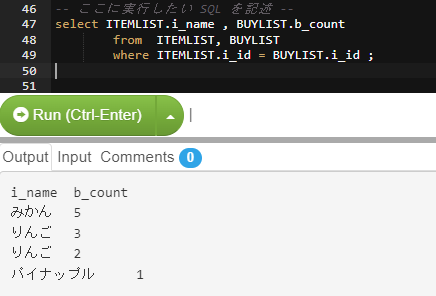 46 -- ここに実行したい SQL を記述 --
47 select ITEMLIST.i_name , BUYLIST.b_count
48 from ITEMLIST, BUYLIST
49 where ITEMLIST.i_id = BUYLIST.i_id ;
50
51
Run (Ctrl-Enter)
Output Input Comments 0
i_name b_count
みかん 5
りんご 3
りんご 2
パイナップル 1